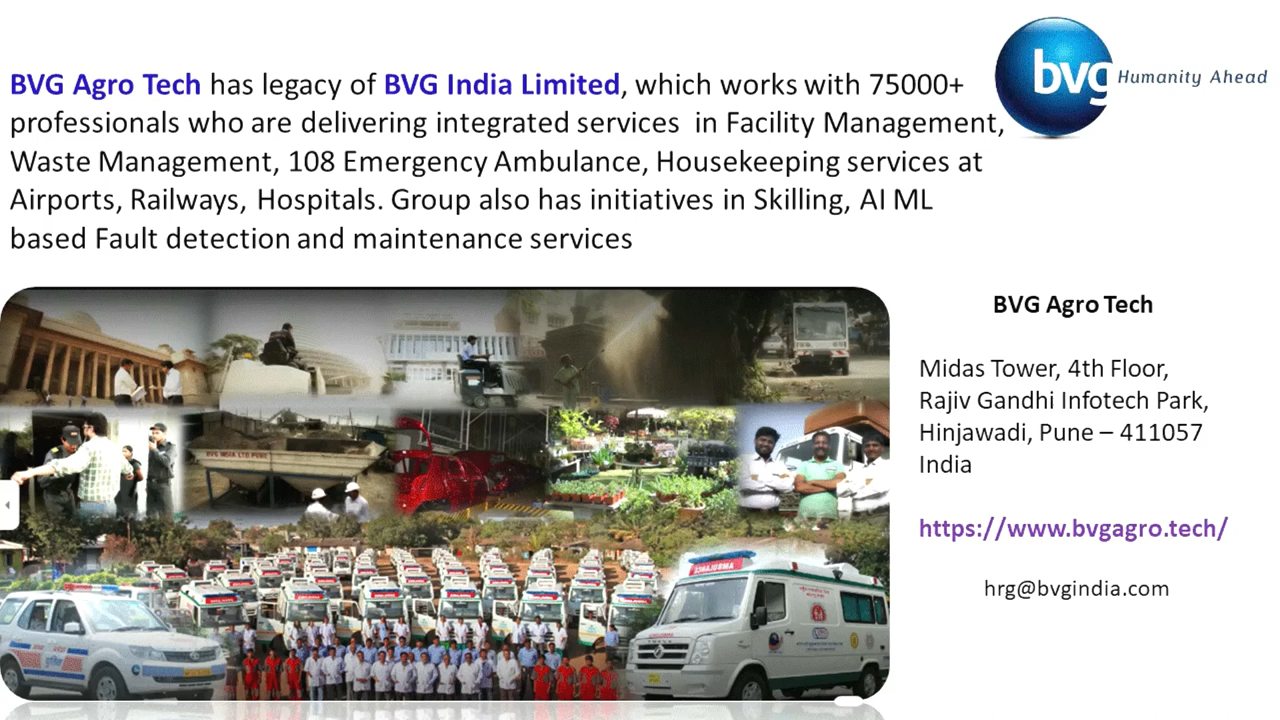 bvg Humanity Ahead
BVG Agro Tech has legacy of BVG India Limited, which works with 75000+
professionals who are delivering integrated services in Facility Management,
Waste Management, 108 Emergency Ambulance, Housekeeping services at
Airports, Railways, Hospitals. Group also has initiatives in Skilling, AI ML
based Fault detection and maintenance services
BVG Agro Tech
Midas Tower, 4th Floor,
Rajiv Gandhi Infotech Park,
Hinjawadi, Pune – 411057
India
https://www.bvgagro.tech/
hrg@bvgindia.com
BVG INDIA LTD PUNE